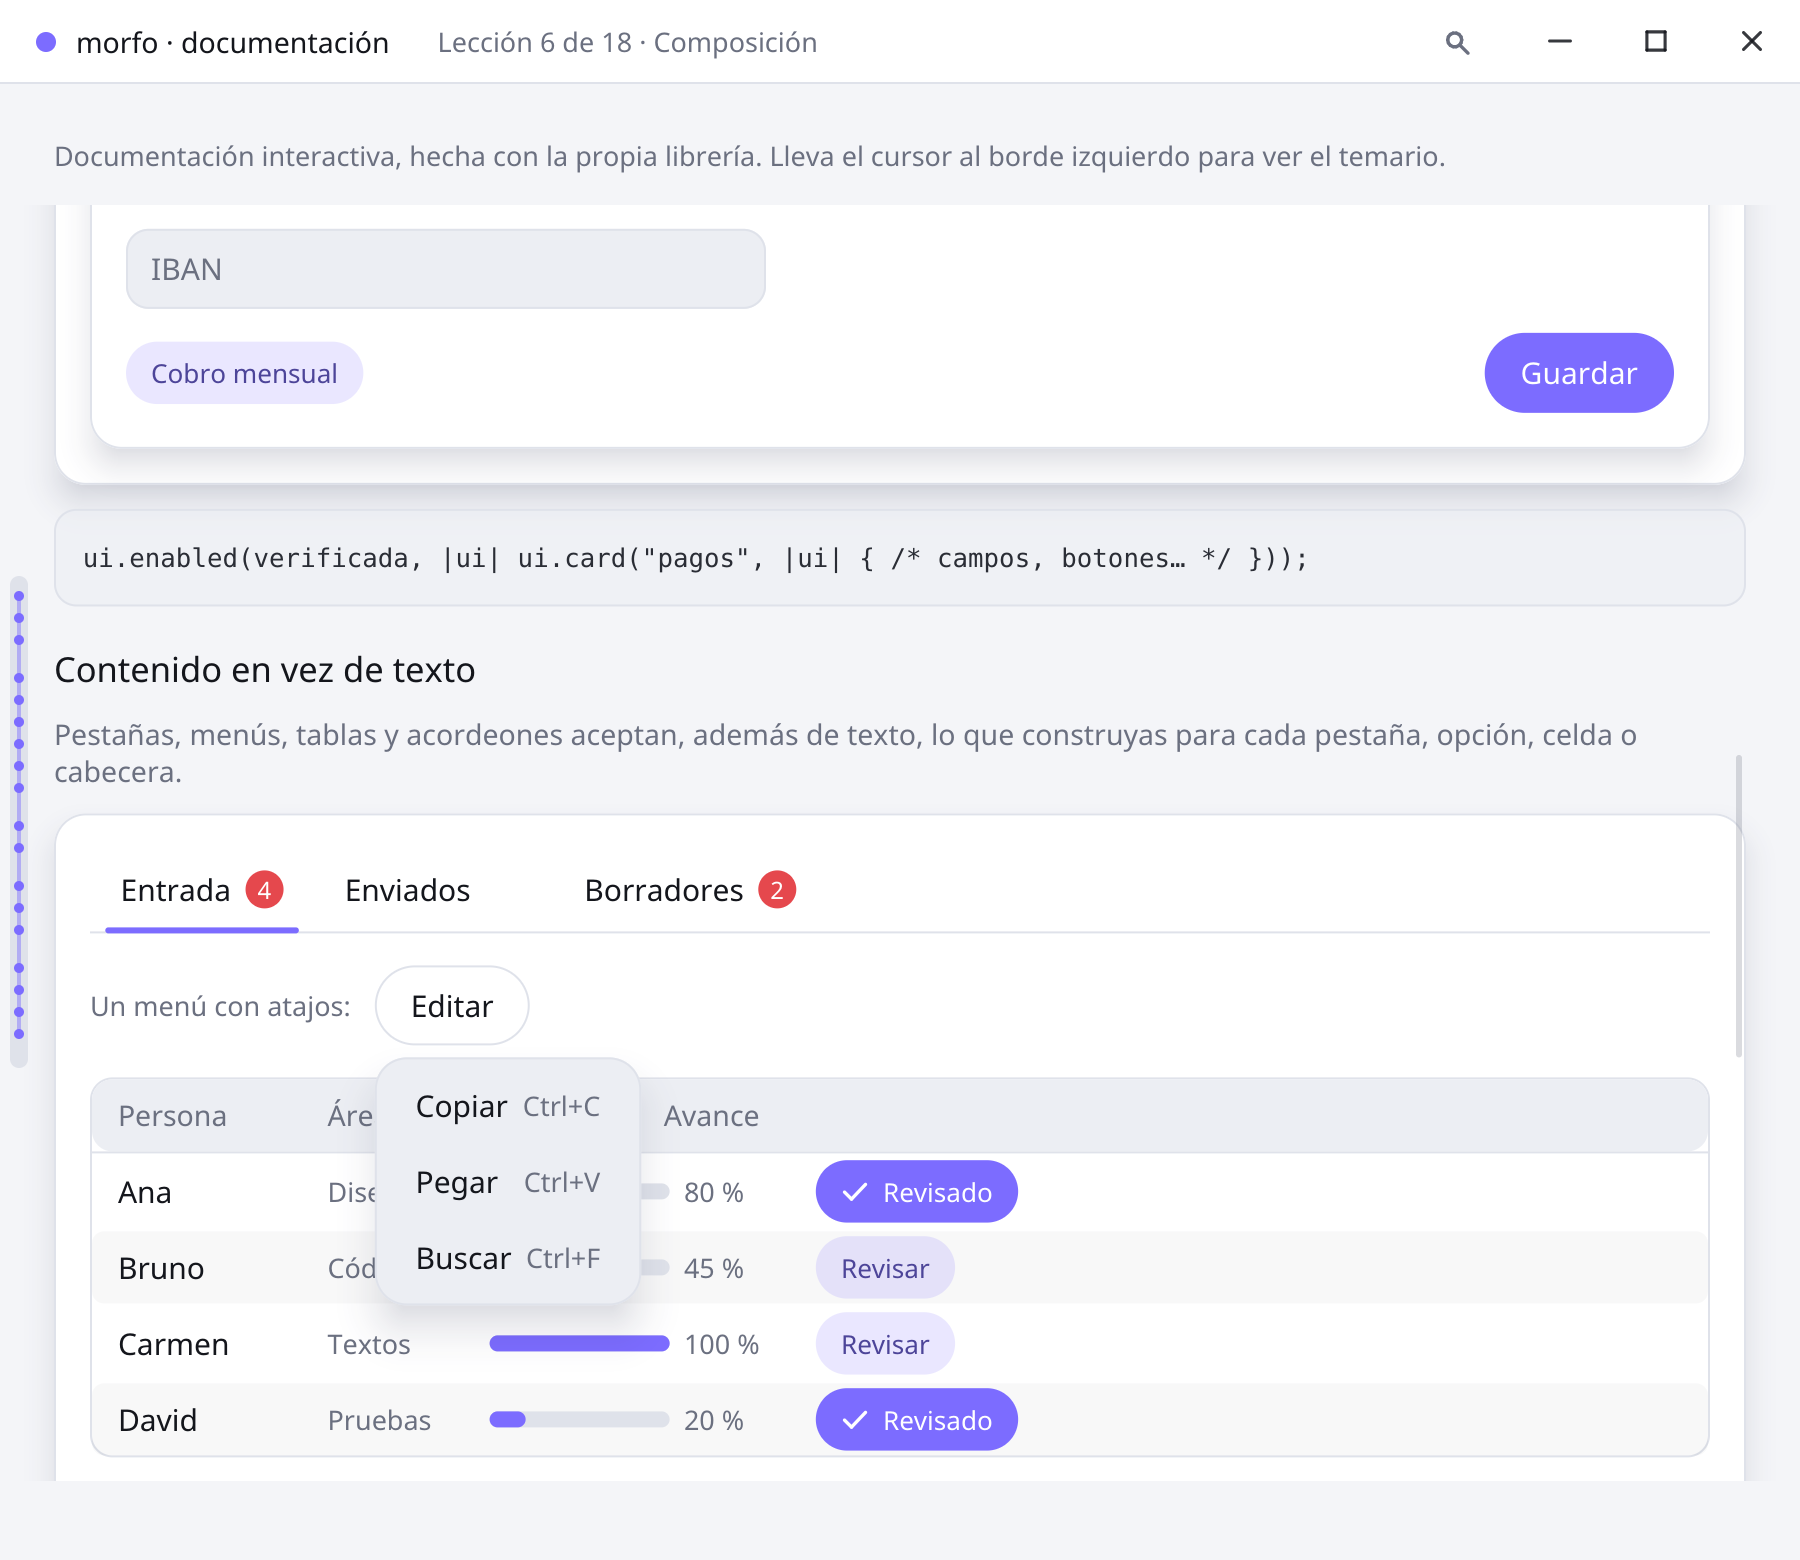 morfo · documentación
Lección 6 de 18 · Composición
Documentación interactiva, hecha con la propia librería. Lleva el cursor al borde izquierdo para ver el temario.
IBAN
Cobro mensual
Guardar
ui.enabled(verificada, |ui| ui.card("pagos", |ui| { /* campos, botones… */ }));
Contenido en vez de texto
Pestañas, menús, tablas y acordeones aceptan, además de texto, lo que construyas para cada pestaña, opción, celda o
cabecera.
Entrada 4 Enviados Borradores 2
Un menú con atajos: Editar
Copiar Ctrl+C
Pegar Ctrl+V
Buscar Ctrl+F
Persona Avance
Ana 80 % Revisado
Bruno 45 % Revisar
Carmen Textos 100 % Revisar
David Pruebas 20 % Revisado